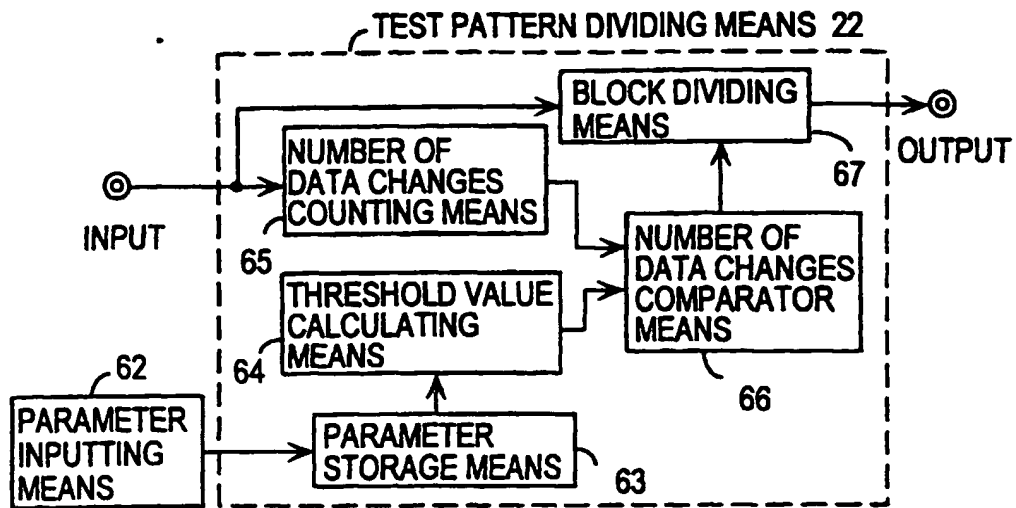 TEST PATTERN DIVIDING MEANS 22
BLOCK DIVIDING
MEANS
67
OUTPUT
NUMBER OF
DATA CHANGES
COUNTING MEANS
65
INPUT
NUMBER OF
DATA CHANGES
COMPARATOR
MEANS
66
THRESHOLD VALUE
CALCULATING
MEANS
64
62
PARAMETER
INPUTTING
MEANS
PARAMETER
STORAGE MEANS
63